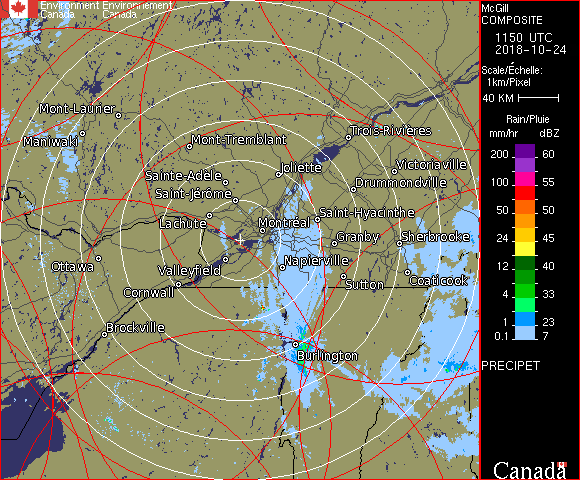 Environment Environnement
Canada Canada
McGill
COMPOSITE
1150 UTC
2018-10-24
Scale/Échelle:
1km/Pixel
40 KM
Rain/Pluie
mm/hr dBZ
200 60
100 55
50 50
24 45
12 40
4 33
1 23
0.1 7
PRECIPET
Canada
Mont-Laurier
Maniwaki
Mont-Tremblant
Trois-Rivières
Joliette
Victoriaville
Sainte-Adèle
Drummondville
Saint-Jérôme
Lachute
Montréal
Saint-Hyacinthe
Granby
Sherbrooke
Ottawa
Valleyfield
Napierville
Cornwall
Sutton
Coaticook
Brockville
Burlington